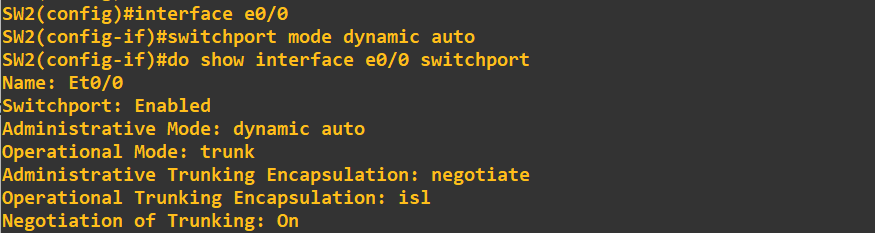 SW2(config)#interface e0/0
SW2(config-if)#switchport mode dynamic auto
SW2(config-if)#do show interface e0/0 switchport
Name: Et0/0
Switchport: Enabled
Administrative Mode: dynamic auto
Operational Mode: trunk
Administrative Trunking Encapsulation: negotiate
Operational Trunking Encapsulation: isl
Negotiation of Trunking: On